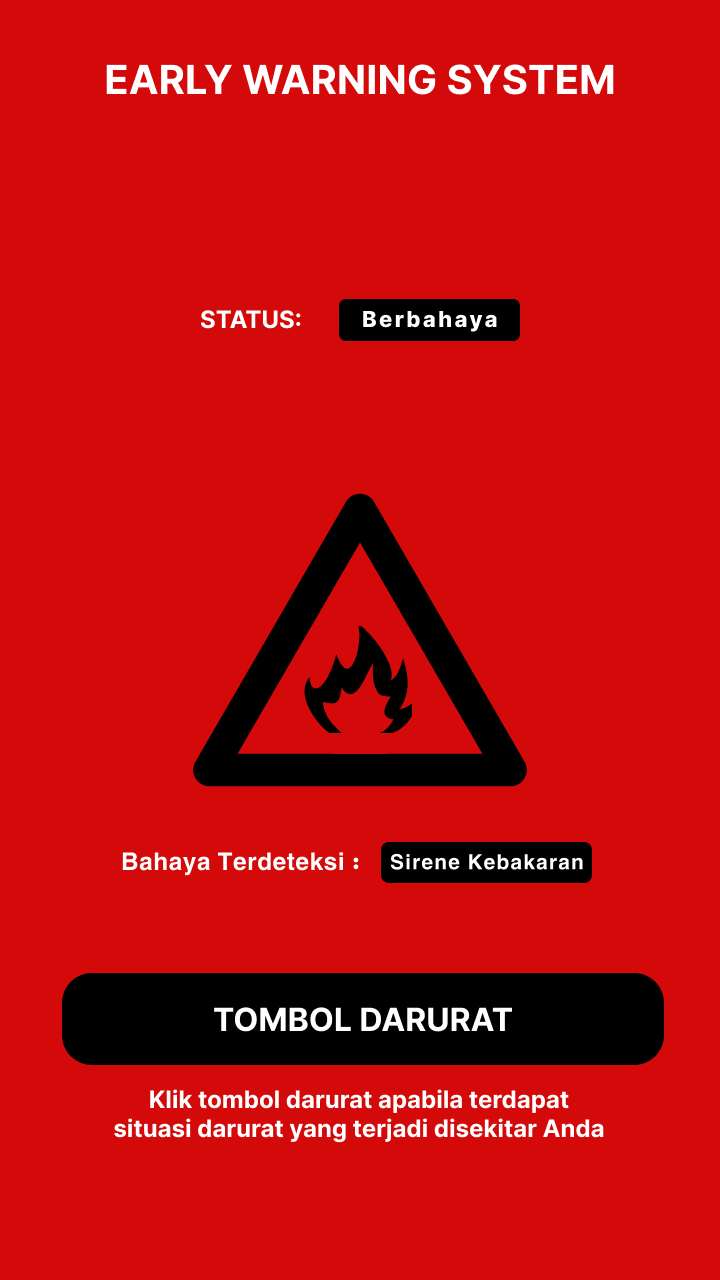 EARLY WARNING SYSTEM
STATUS: Berbahaya
Bahaya Terdeteksi : Sirene Kebakaran
TOMBOL DARURAT
Klik tombol darurat apabila terdapat
situasi darurat yang terjadi disekitar Anda